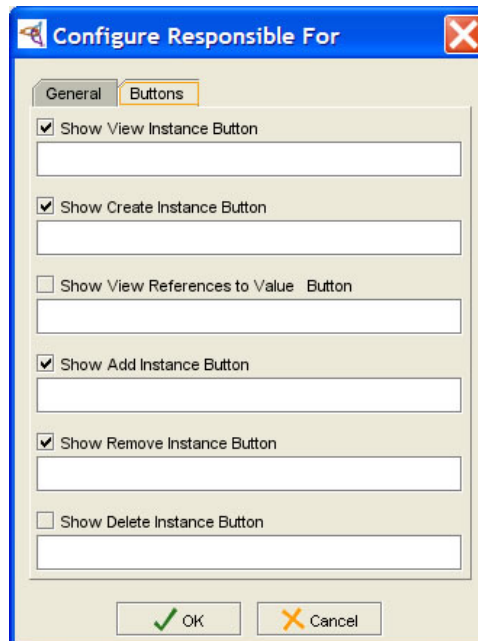 Configure Responsible For
General Buttons
Show View Instance Button
Show Create Instance Button
Show View References to Value Button
Show Add Instance Button
Show Remove Instance Button
Show Delete Instance Button
OK Cancel